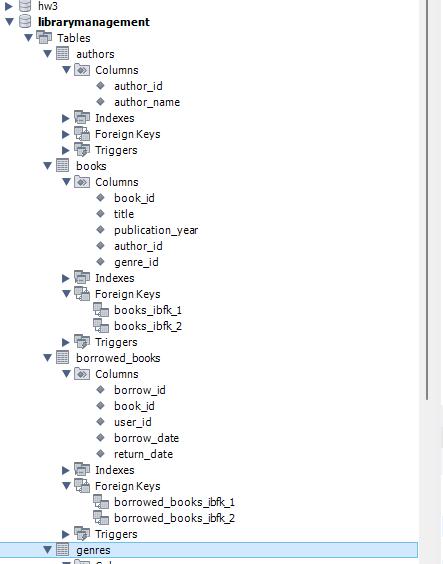 hw3
librarymanagement
Tables
authors
Columns
author_id
author_name
Indexes
Foreign Keys
Triggers
books
Columns
book_id
title
publication_year
author_id
genre_id
Indexes
Foreign Keys
books_ibfk_1
books_ibfk_2
Triggers
borrowed_books
Columns
borrow_id
book_id
user_id
borrow_date
return_date
Indexes
Foreign Keys
borrowed_books_ibfk_1
borrowed_books_ibfk_2
Triggers
genres